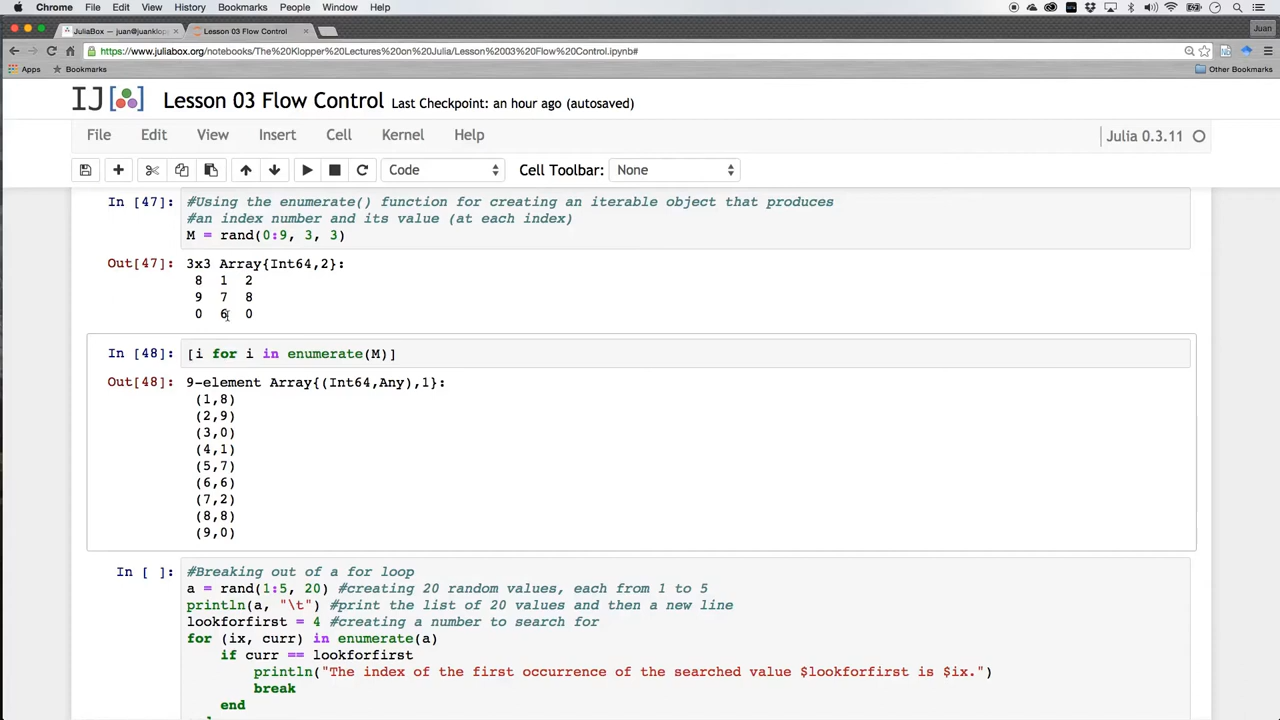 Chrome File Edit View History Bookmarks People Window Help
JuliaBox — juan@juanklop × Lesson 03 Flow Control × Juan
https://www.juliabox.org/notebooks/The%20Klopper%20Lectures%20on%20Julia/Lesson%2003%20Flow%20Control.ipynb#
Apps Bookmarks Other Bookmarks
IJ[ ] Lesson 03 Flow Control Last Checkpoint: an hour ago (autosaved)
File Edit View Insert Cell Kernel Help Julia 0.3.11
Code Cell Toolbar: None
In [47]: #Using the enumerate() function for creating an iterable object that produces
#an index number and its value (at each index)
M = rand(0:9, 3, 3)
Out[47]: 3x3 Array{Int64,2}:
8 1 2
9 7 8
0 6 0
In [48]: [i for i in enumerate(M)]
Out[48]: 9-element Array{(Int64,Any),1}:
(1,8)
(2,9)
(3,0)
(4,1)
(5,7)
(6,6)
(7,2)
(8,8)
(9,0)
In [ ]: #Breaking out of a for loop
a = rand(1:5, 20) #creating 20 random values, each from 1 to 5
println(a, "\t") #print the list of 20 values and then a new line
lookforfirst = 4 #creating a number to search for
for (ix, curr) in enumerate(a)
if curr == lookforfirst
println("The index of the first occurrence of the searched value $lookforfirst is $ix.")
break
end